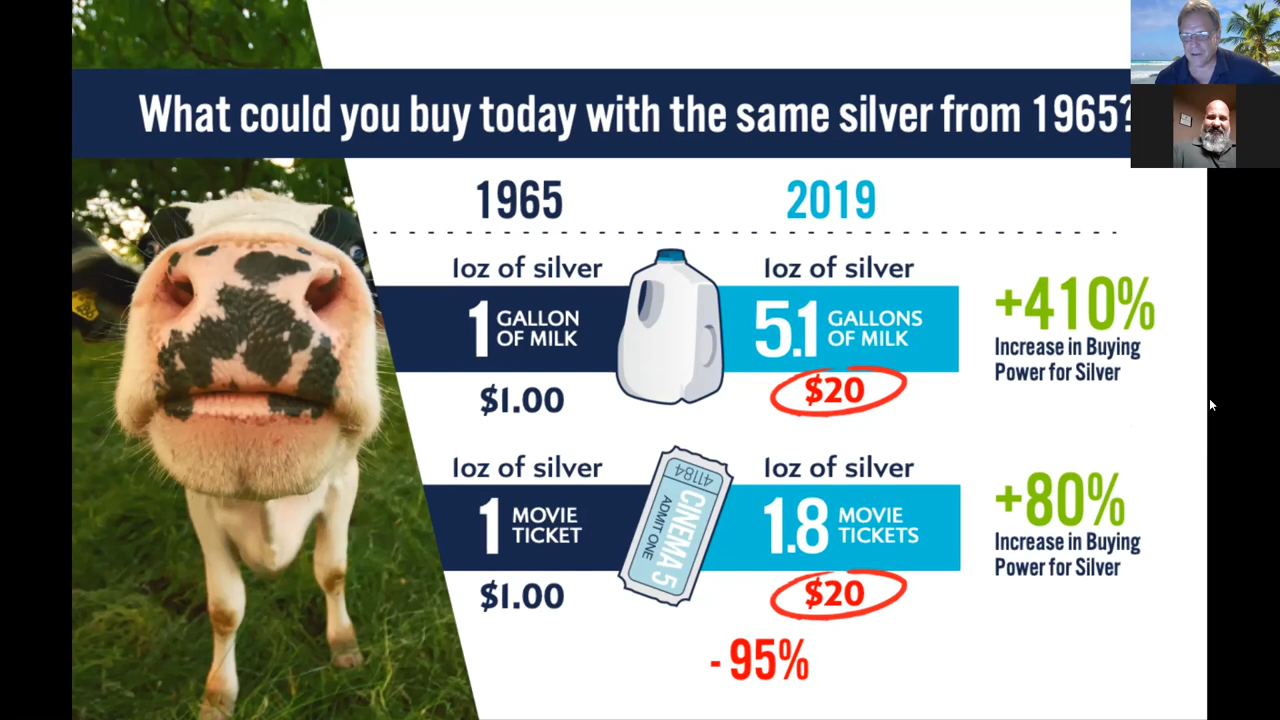 What could you buy today with the same silver from 1965?
1965
2019
1oz of silver
1oz of silver
1 GALLON
OF MILK
5.1 GALLONS
OF MILK
$1.00
$20
+410%
Increase in Buying
Power for Silver
1oz of silver
1oz of silver
1 MOVIE
TICKET
41184
CINEMA 5
ADMIT ONE
1.8 MOVIE
TICKETS
$1.00
$20
+80%
Increase in Buying
Power for Silver
- 95%